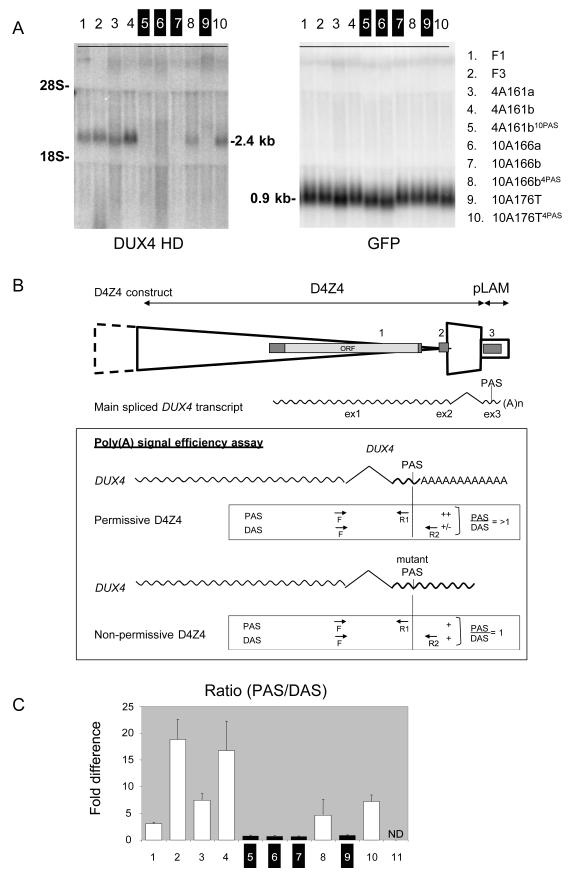 A
1 2 3 4 5 6 7 8 9 10
1 2 3 4 5 6 7 8 9 10
28S-
18S-
-2.4 kb
0.9 kb-
DUX4 HD
GFP
1. F1
2. F3
3. 4A161a
4. 4A161b
5. 4A161b10PAS
6. 10A166a
7. 10A166b
8. 10A166b4PAS
9. 10A176T
10. 10A176T4PAS
B
D4Z4 construct
D4Z4
pLAM
1 2 3
ORF
PAS
Main spliced DUX4 transcript
(A)n
ex1 ex2 ex3
Poly(A) signal efficiency assay
DUX4
PAS
DUX4
AAAAAAAAAAAA
Permissive D4Z4
PAS F R1 ++
DAS F R2 +/-
PAS
DAS = >1
mutant
PAS
DUX4
Non-permissive D4Z4
PAS F R1 +
DAS F R2 +
PAS
DAS = 1
C
Ratio (PAS/DAS)
Fold difference
25
20
15
10
5
0
ND
1 2 3 4 5 6 7 8 9 10 11